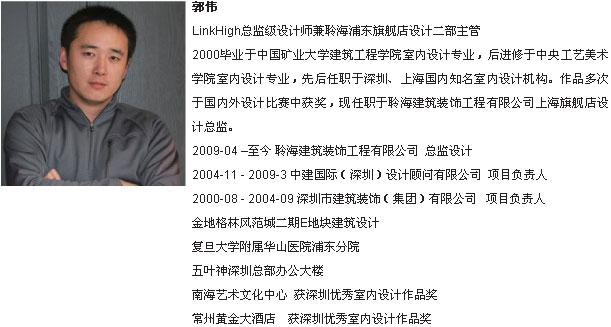 郭伟
LinkHigh总监级设计师兼聆海浦东旗舰店设计二部主管
2000毕业于中国矿业大学建筑工程学院室内设计专业，后进修于中央工艺美术
学院室内设计专业，先后任职于深圳、上海国内知名室内设计机构。作品多次
于国内外设计比赛中获奖，现任职于聆海建筑装饰工程有限公司上海旗舰店设
计总监。
2009-04 –至今 聆海建筑装饰工程有限公司 总监设计
2004-11 - 2009-3 中建国际（深圳）设计顾问有限公司 项目负责人
2000-08 - 2004-09 深圳市建筑装饰（集团）有限公司 项目负责人
金地格林风范城二期E地块建筑设计
复旦大学附属华山医院浦东分院
五叶神深圳总部办公大楼
南海艺术文化中心 获深圳优秀室内设计作品奖
常州黄金大酒店 获深圳优秀室内设计作品奖